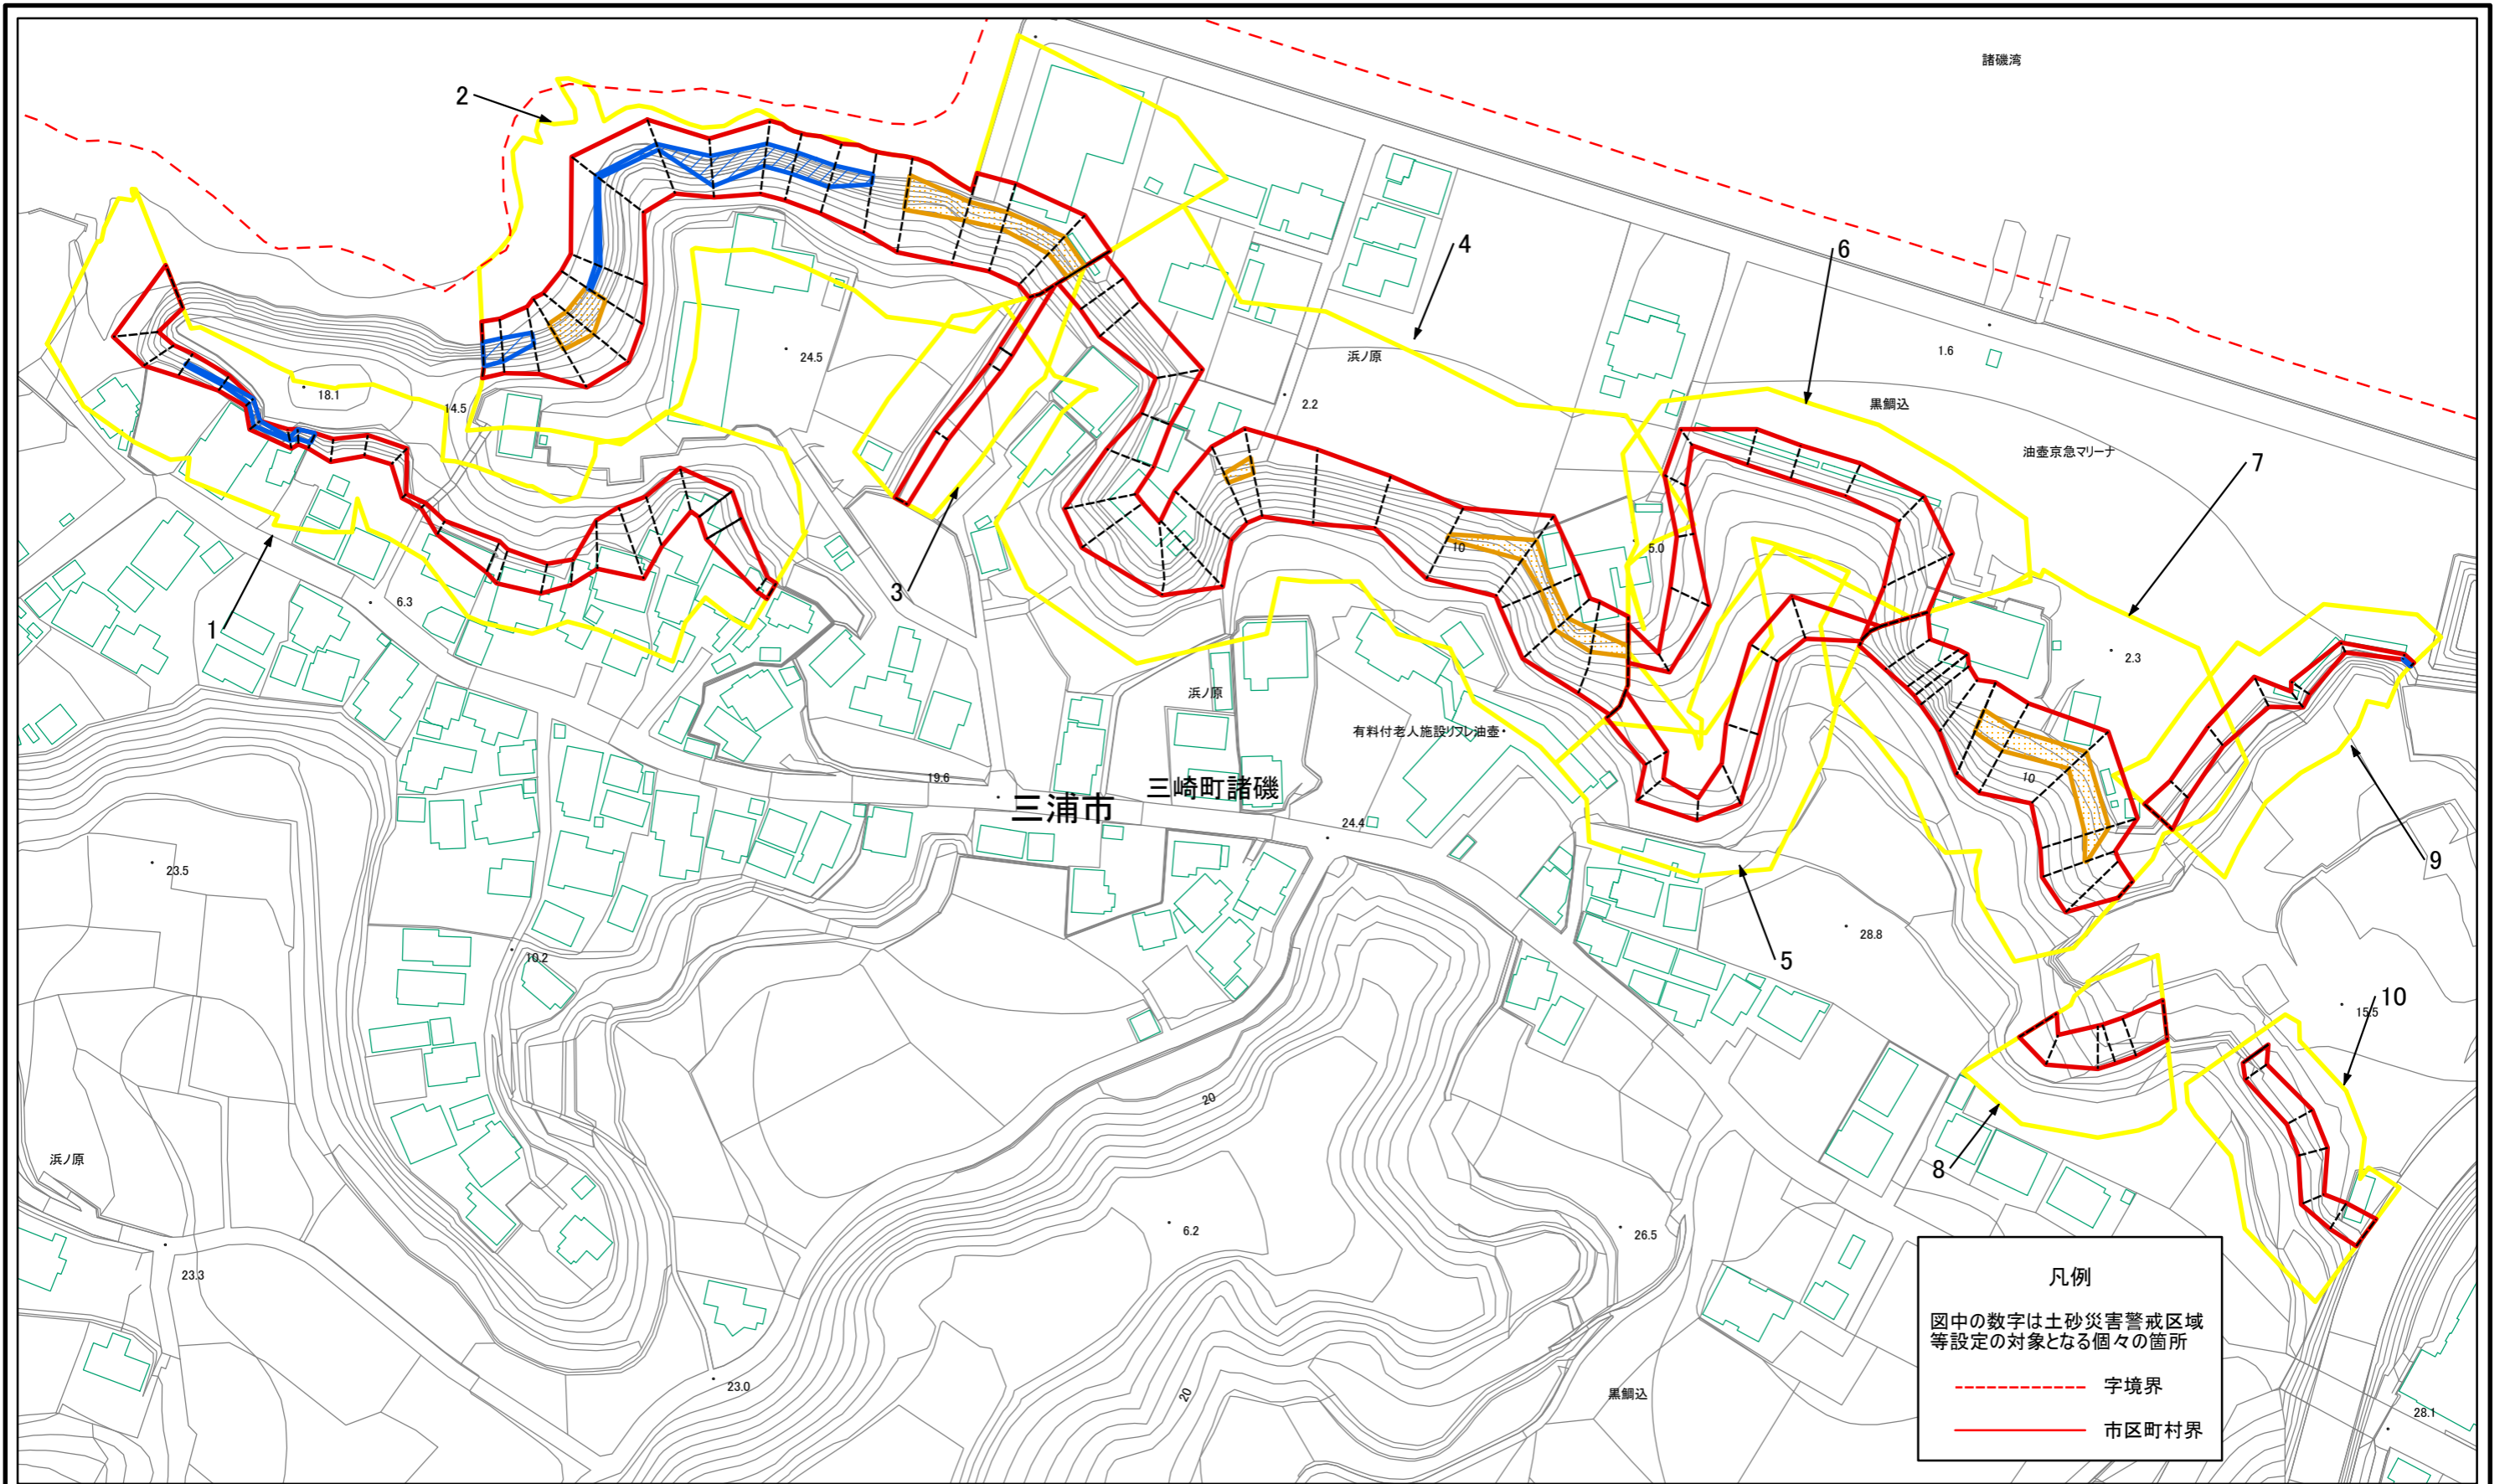 諸磯湾
2
4
6
1.6
浜ノ原
24.5
18.1
14.5
2.2
黒鯛込
油壷京急マリーナ
7
10
5.0
3
6.3
1
2.3
浜ノ原
有料付老人施設リフレ油壷
10
19.6
三崎町諸磯
三浦市
24.4
9
23.5
28.8
10.2
5
10
15.5
20
8
浜ノ原
6.2
26.5
23.3
23.0
20
黒鯛込
28.1
凡例
図中の数字は土砂災害警戒区域
等設定の対象となる個々の箇所
字境界
市区町村界